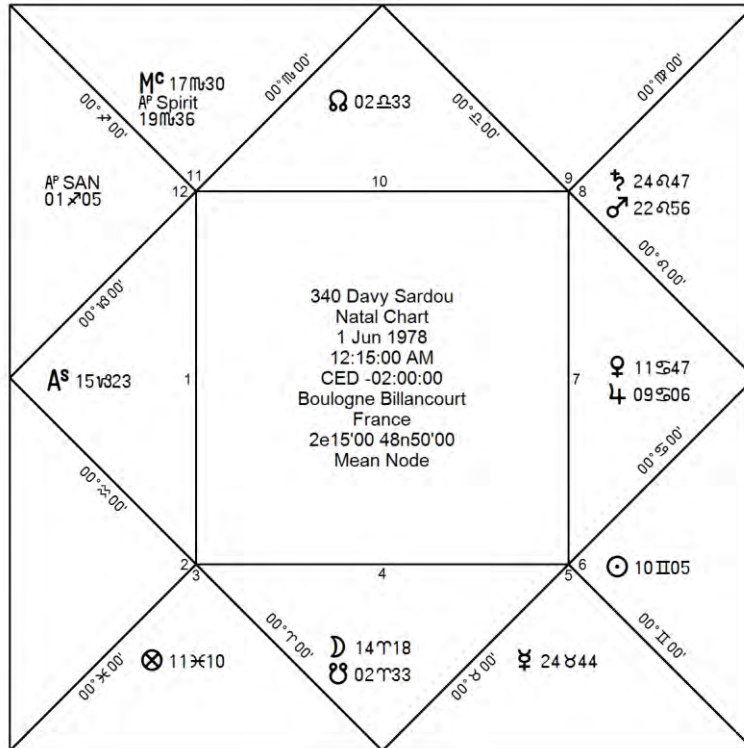 Mc 17♏30
AP Spirit
19♏36
00°♏00'
☊ 02♎33
00°♎00'
00°♍00'
00°♐00'
11
12
10
9
8
♄ 24♌47
♂ 22♌56
AP SAN
01♐05
00°♑00'
00°♌00'
340 Davy Sardou
Natal Chart
1 Jun 1978
12:15:00 AM
CED -02:00:00
Boulogne Billancourt
France
2e15'00 48n50'00
Mean Node
As 15♑23
1
7
♀ 11♋47
♃ 09♋06
00°♒00'
00°♋00'
2
3
4
6
5
☉ 10♊05
00°♓00'
⊗ 11♓10
00°♈00'
☽ 14♈18
☋ 02♈33
00°♉00'
☿ 24♉44
00°♊00'